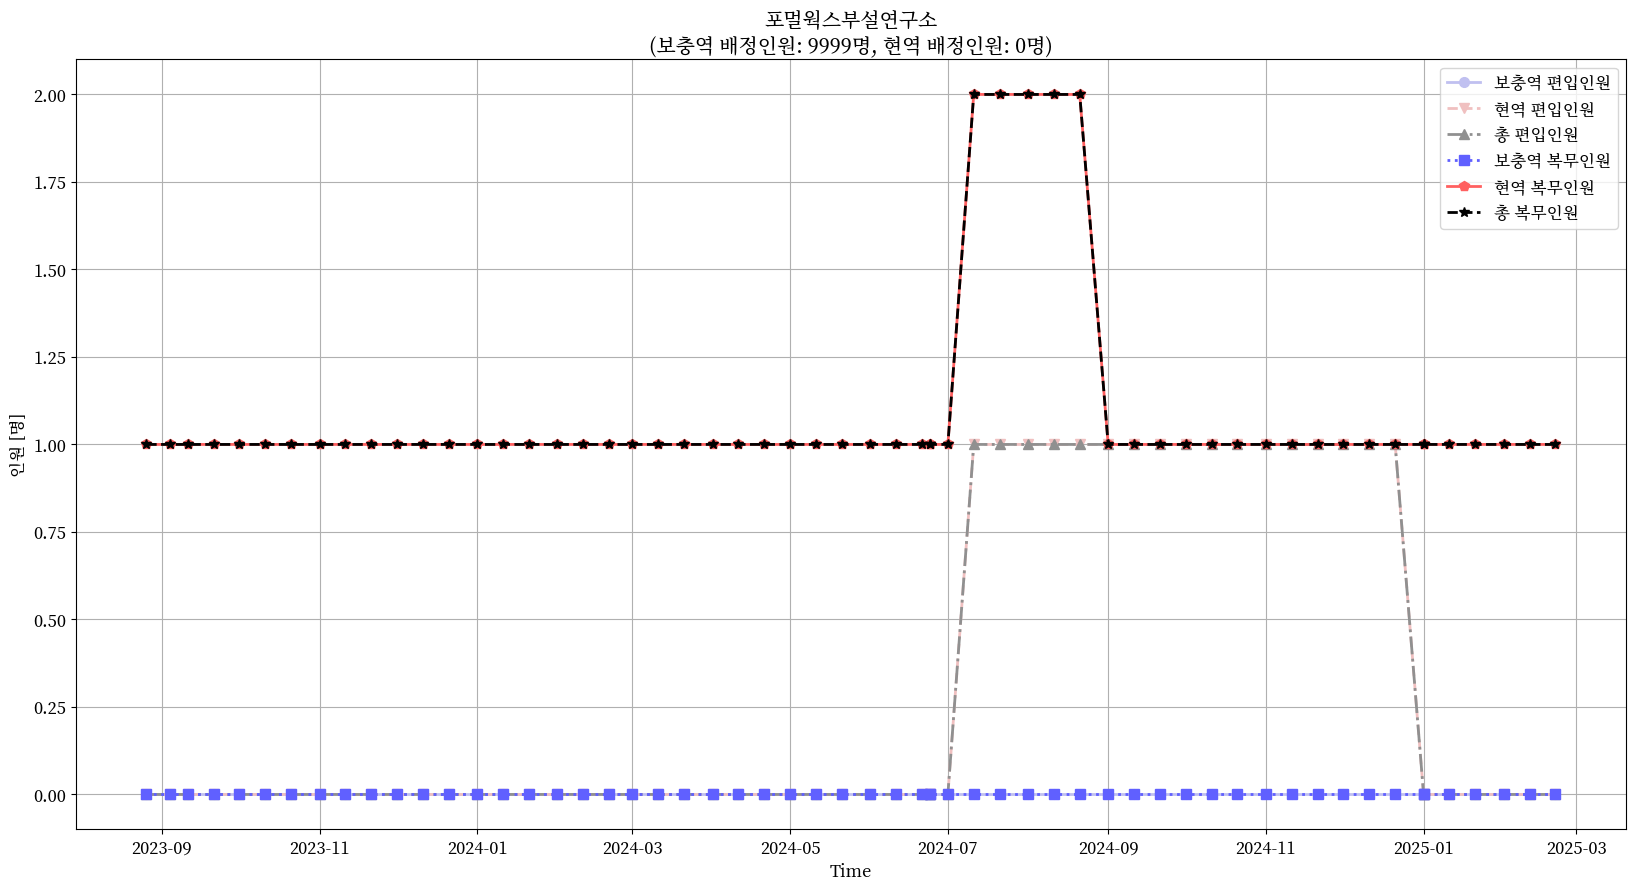 포멀웍스부설연구소
(보충역 배정인원: 9999명, 현역 배정인원: 0명)
보충역 편입인원
현역 편입인원
총 편입인원
보충역 복무인원
현역 복무인원
총 복무인원
인원 [명]
2.00
1.75
1.50
1.25
1.00
0.75
0.50
0.25
0.00
2023-09
2023-11
2024-01
2024-03
2024-05
2024-07
2024-09
2024-11
2025-01
2025-03
Time